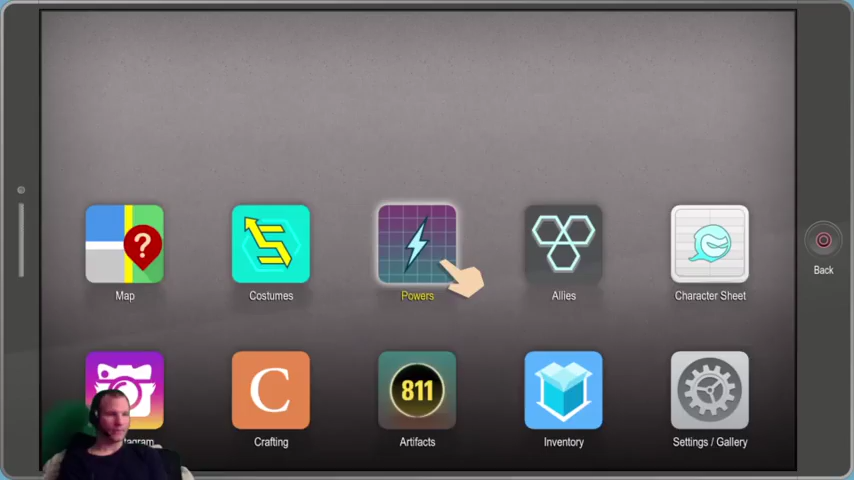 ?
Back
Map
Costumes
Powers
Allies
Character Sheet
C
811
Crafting
Artifacts
Inventory
Settings / Gallery